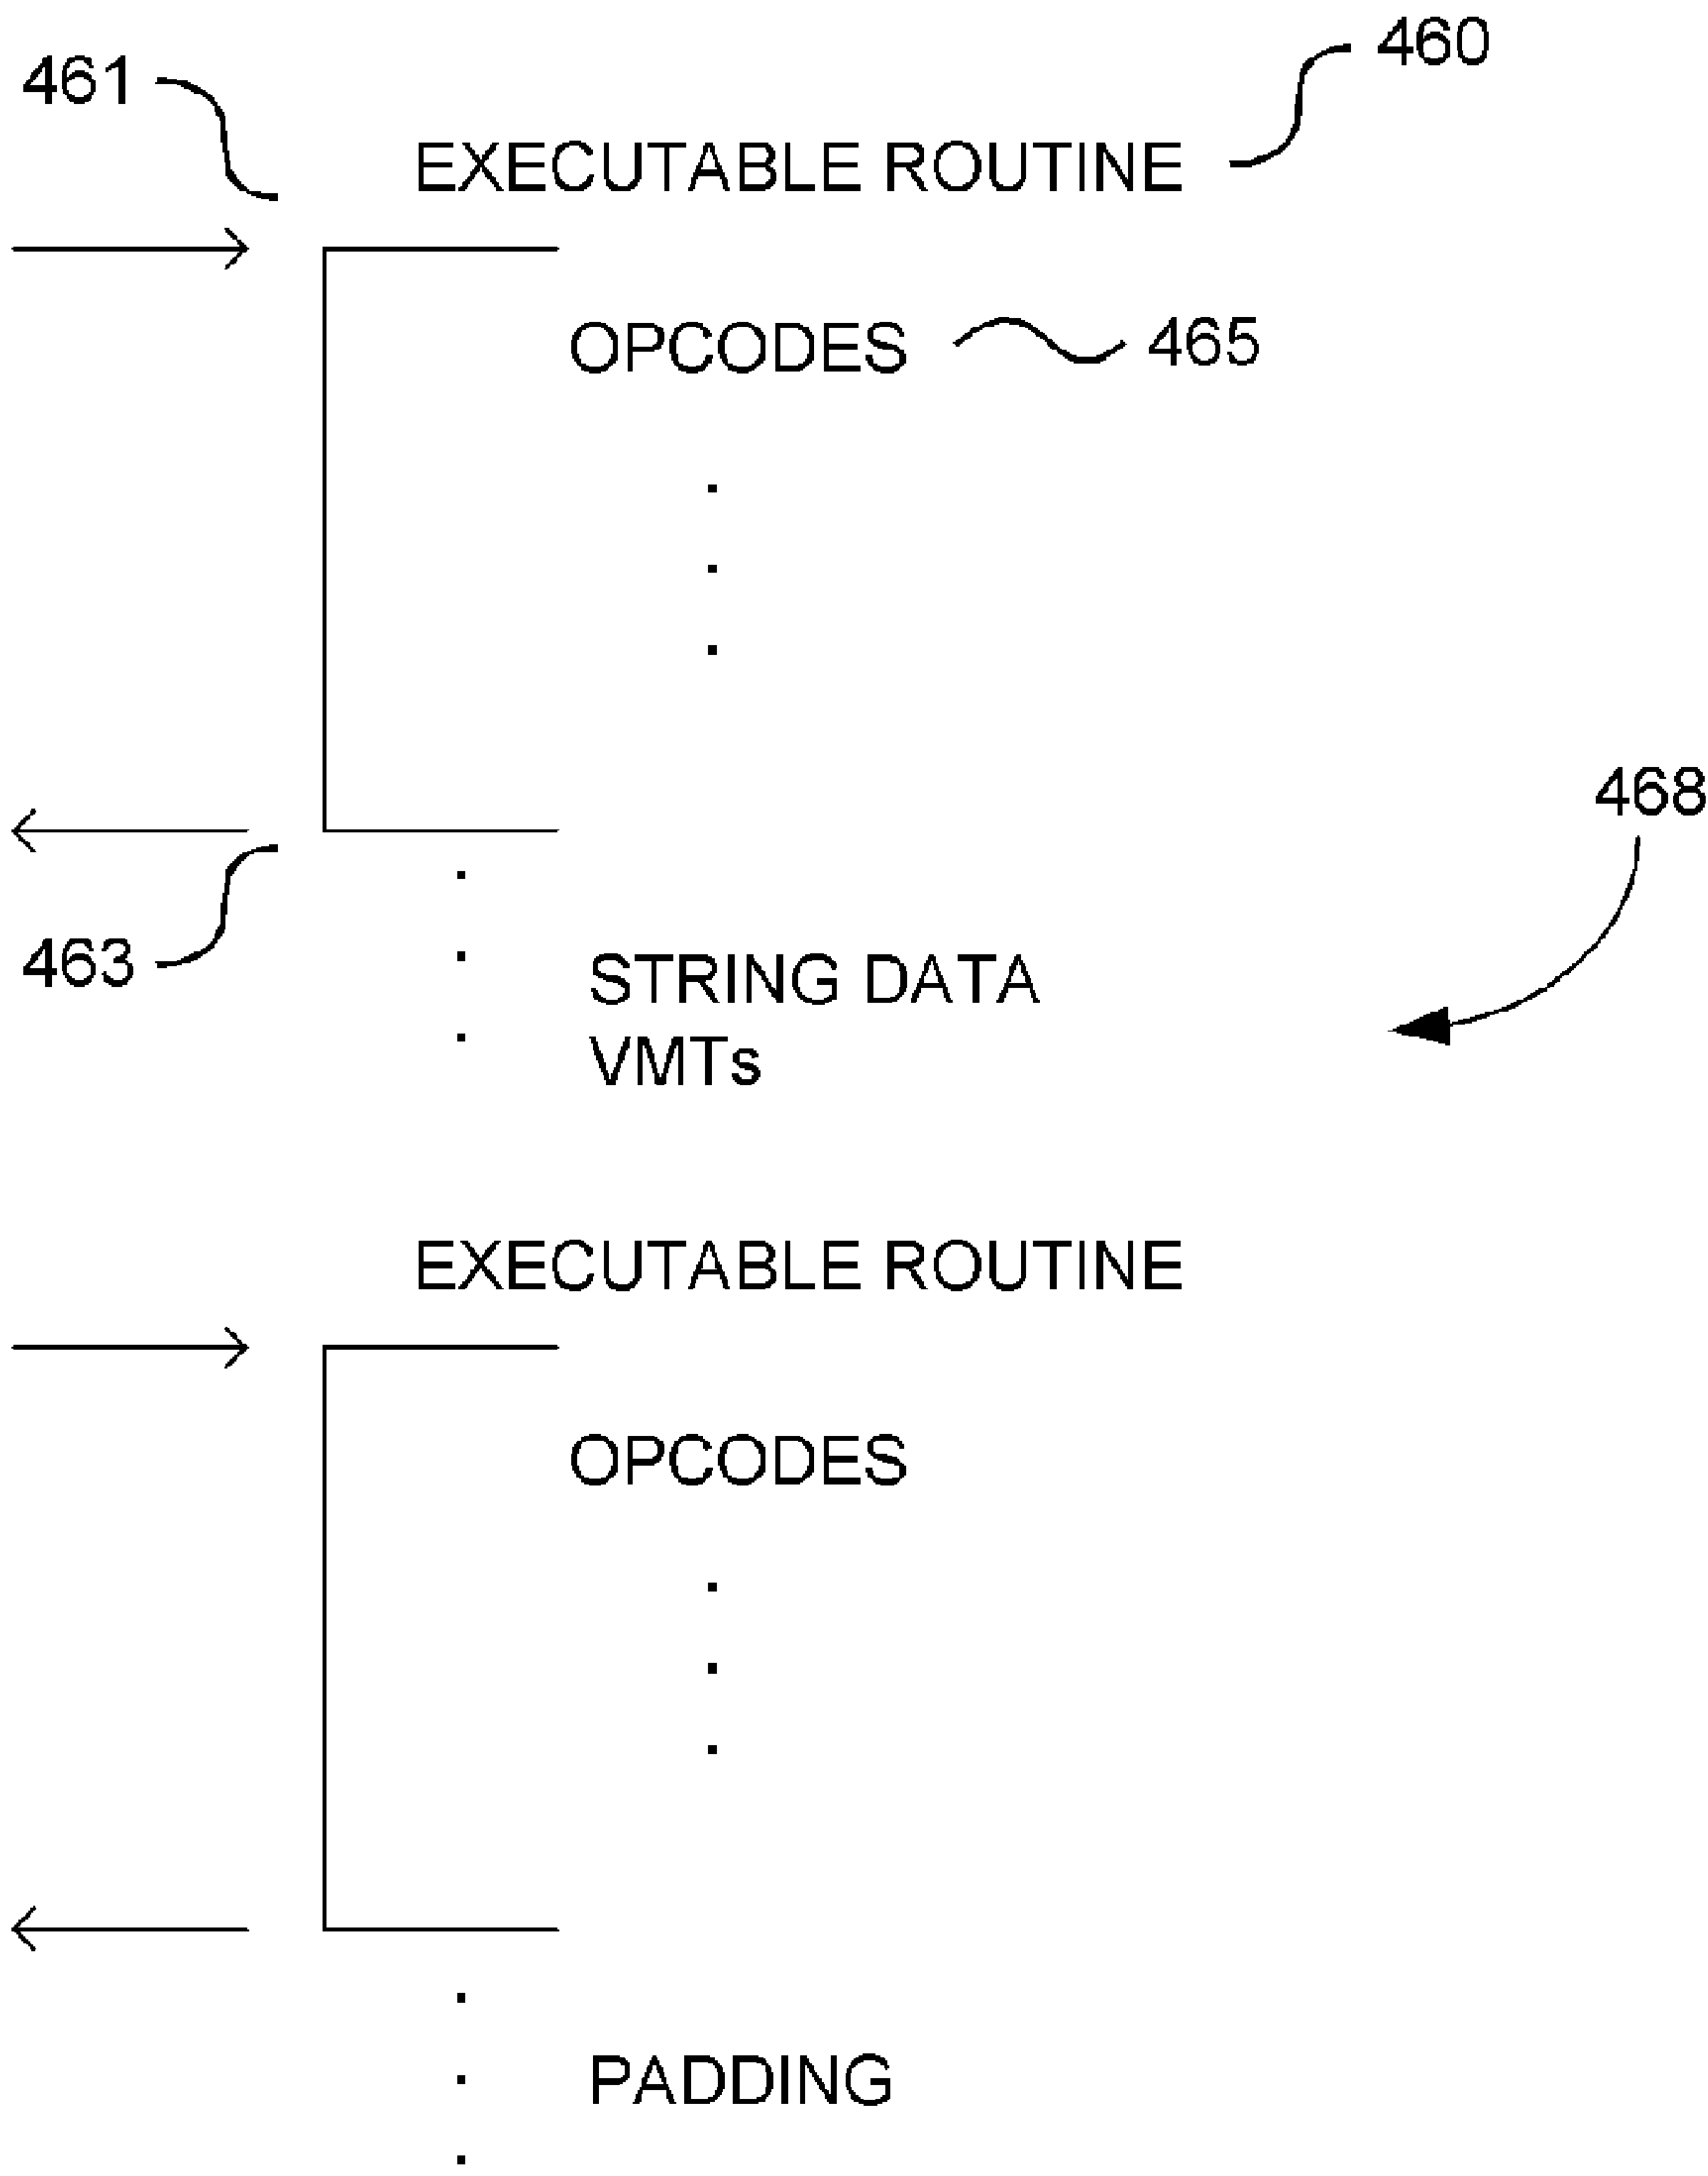 460
461
EXECUTABLE ROUTINE
OPCODES 465
468
463
STRING DATA
VMTs
EXECUTABLE ROUTINE
OPCODES
PADDING